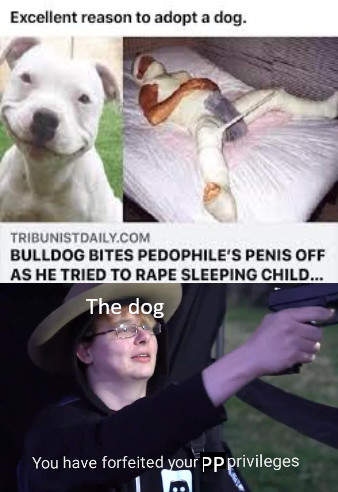 Excellent reason to adopt a dog.
TRIBUNISTDAILY.COM
BULLDOG BITES PEDOPHILE'S PENIS OFF
AS HE TRIED TO RAPE SLEEPING CHILD...
The dog
You have forfeited your PP privileges